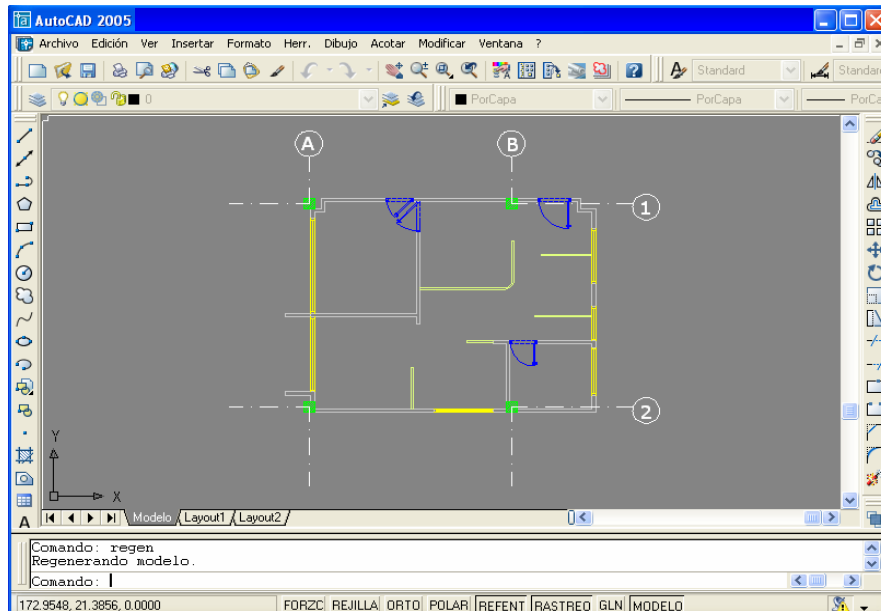 AutoCAD 2005
Archivo Edición Ver Insertar Formato Herr. Dibujo Acotar Modificar Ventana ?
Standard Standard
0 PorCapa PorCapa PorCa
A B
1
2
Y
X
Modelo Layout1 Layout2
A
Comando: regen
Regenerando modelo.
Comando:
172.9548, 21.3856, 0.0000 FORZC REJILLA ORTO POLAR REFENT RASTREO GLN MODELO